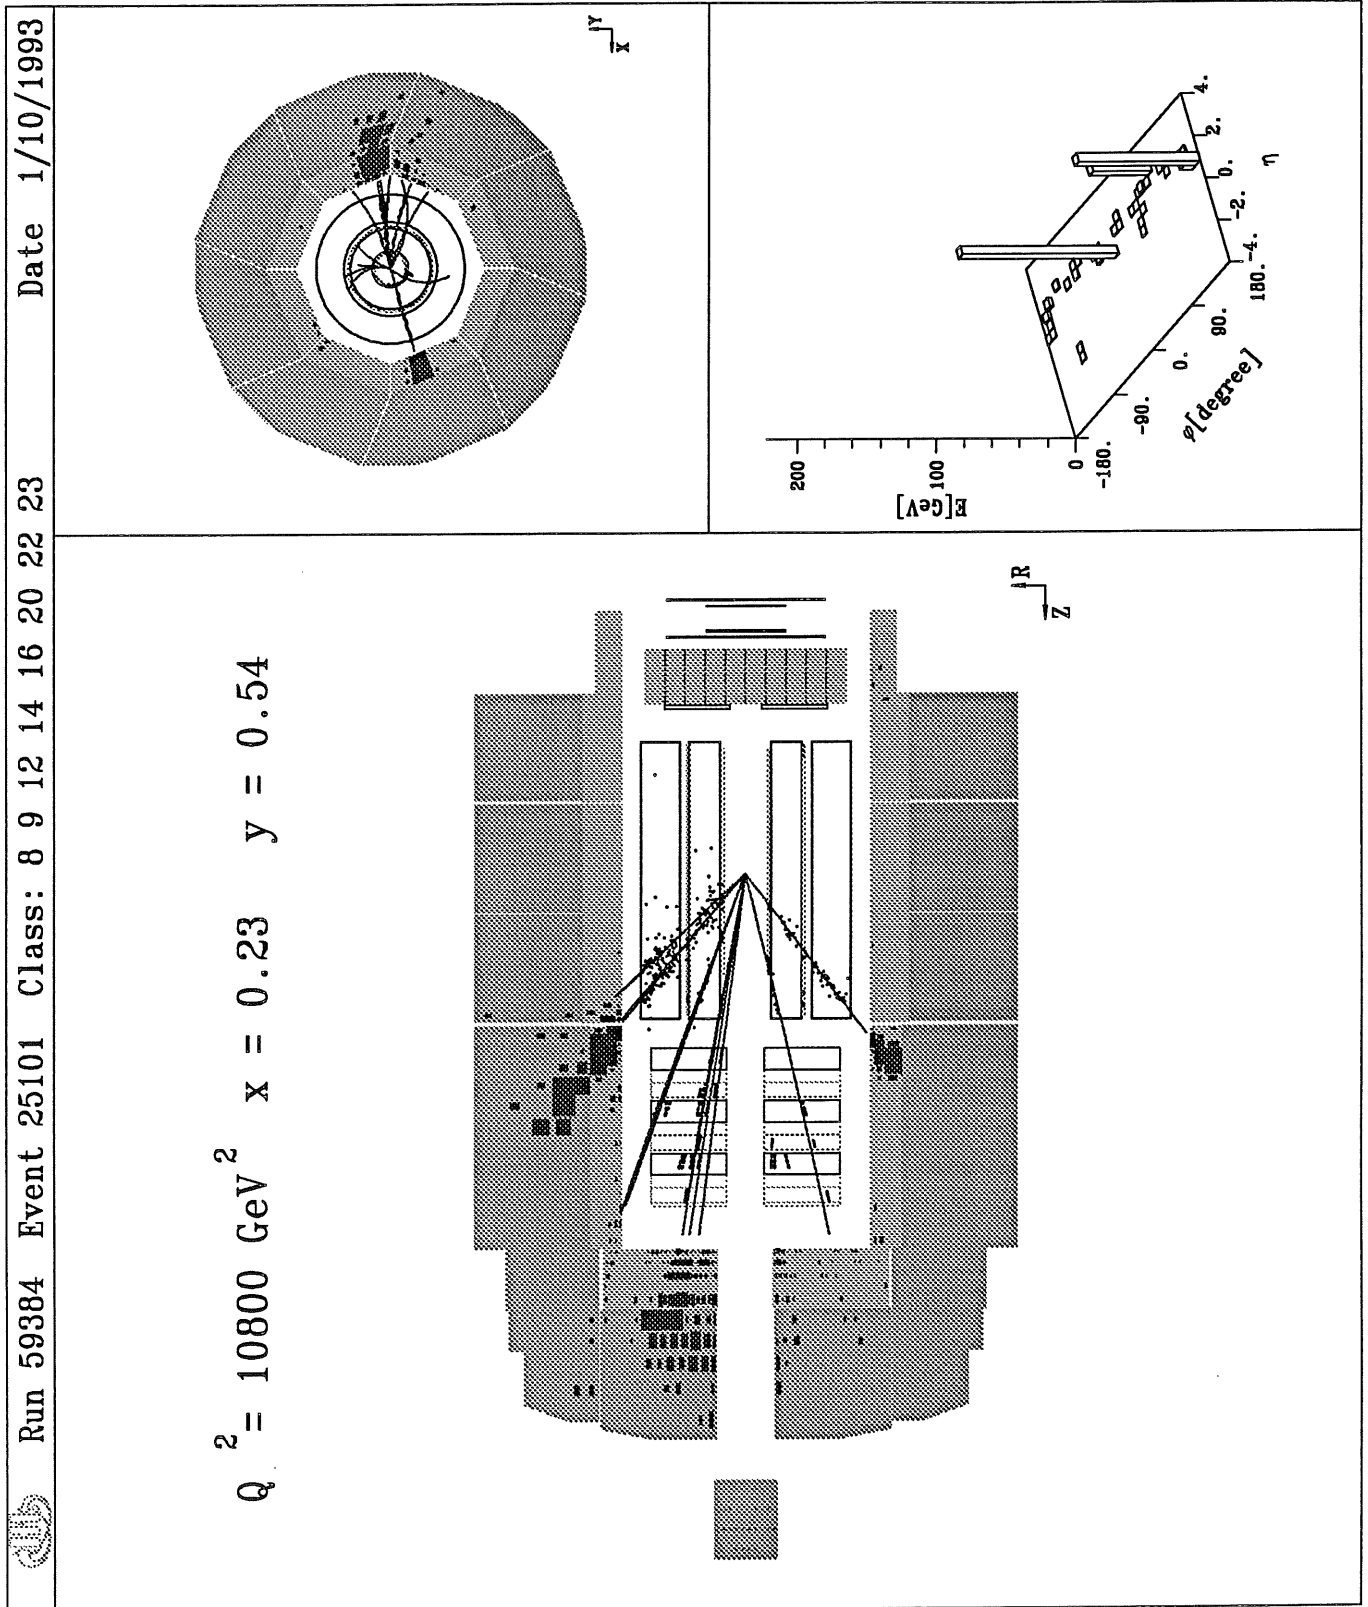 Run 59384 Event 25101 Class: 8 9 12 14 16 20 22 23 Date 1/10/1993
Q² = 10800 GeV² x = 0.23 y = 0.54
R
Z
Y
X
E[GeV]
200
100
0
-180.
-90.
0.
90.
180.
φ[degree]
-4.
-2.
0.
2.
4.
η